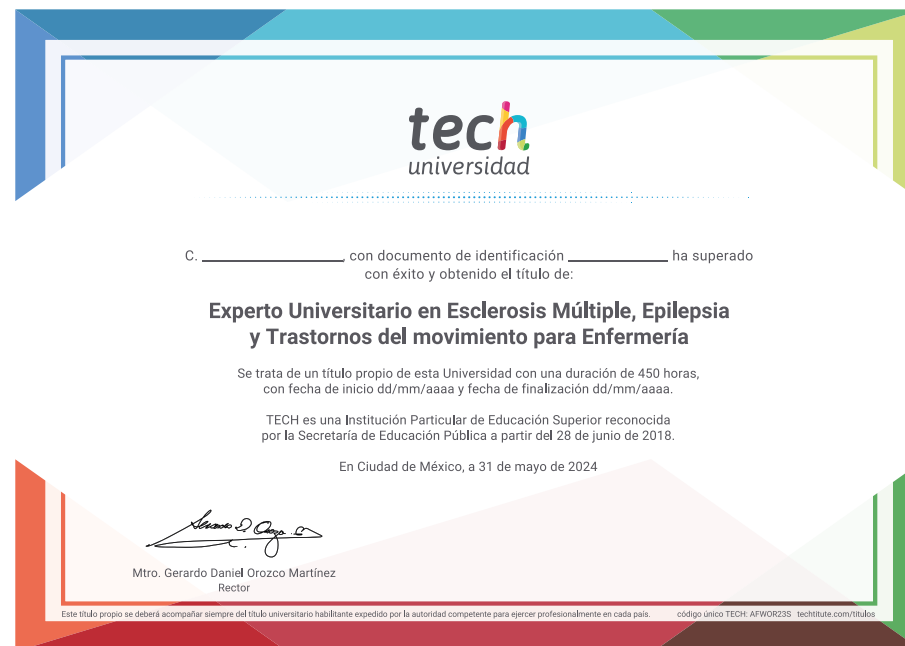 tech
universidad
C. ____________, con documento de identificación ____________ ha superado
con éxito y obtenido el título de:
Experto Universitario en Esclerosis Múltiple, Epilepsia
y Trastornos del movimiento para Enfermería
Se trata de un título propio de esta Universidad con una duración de 450 horas,
con fecha de inicio dd/mm/aaaa y fecha de finalización dd/mm/aaaa.
TECH es una Institución Particular de Educación Superior reconocida
por la Secretaría de Educación Pública a partir del 28 de junio de 2018.
En Ciudad de México, a 31 de mayo de 2024
Mtro. Gerardo Daniel Orozco Martínez
Rector
Este título propio se deberá acompañar siempre del título universitario habilitante expedido por la autoridad competente para ejercer profesionalmente en cada país. código único TECH: AFWOR23S techtitute.com/titulos